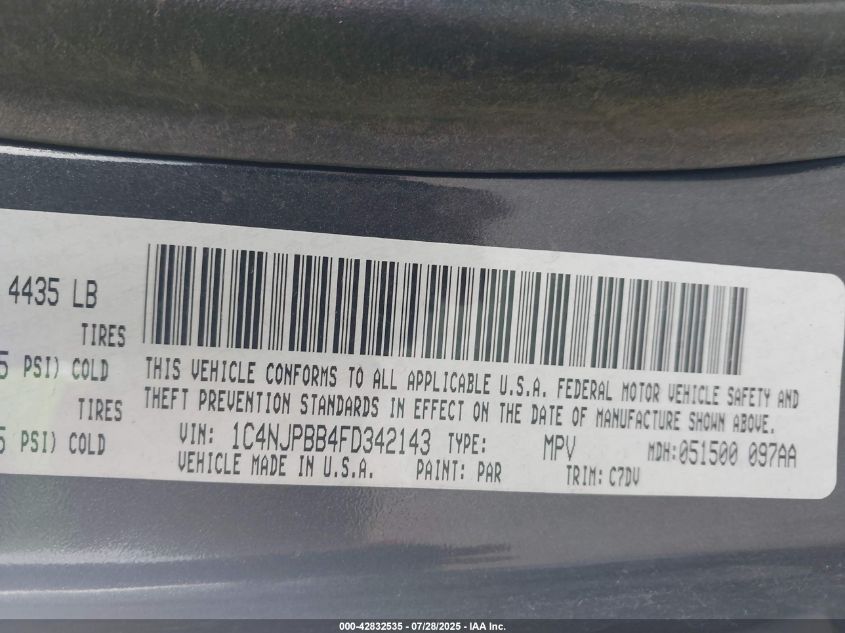 4435 LB
TIRES
5 PSI) COLD
TIRES
5 PSI) COLD
THIS VEHICLE CONFORMS TO ALL APPLICABLE U.S.A. FEDERAL MOTOR VEHICLE SAFETY AND
THEFT PREVENTION STANDARDS IN EFFECT ON THE DATE OF MANUFACTURE SHOWN ABOVE.
VIN: 1C4NJPBB4FD342143 TYPE: MPV MDH:051500 097AA
VEHICLE MADE IN U.S.A. PAINT: PAR TRIM: C7DV
000-42832535 - 07/28/2025 - IAA Inc.